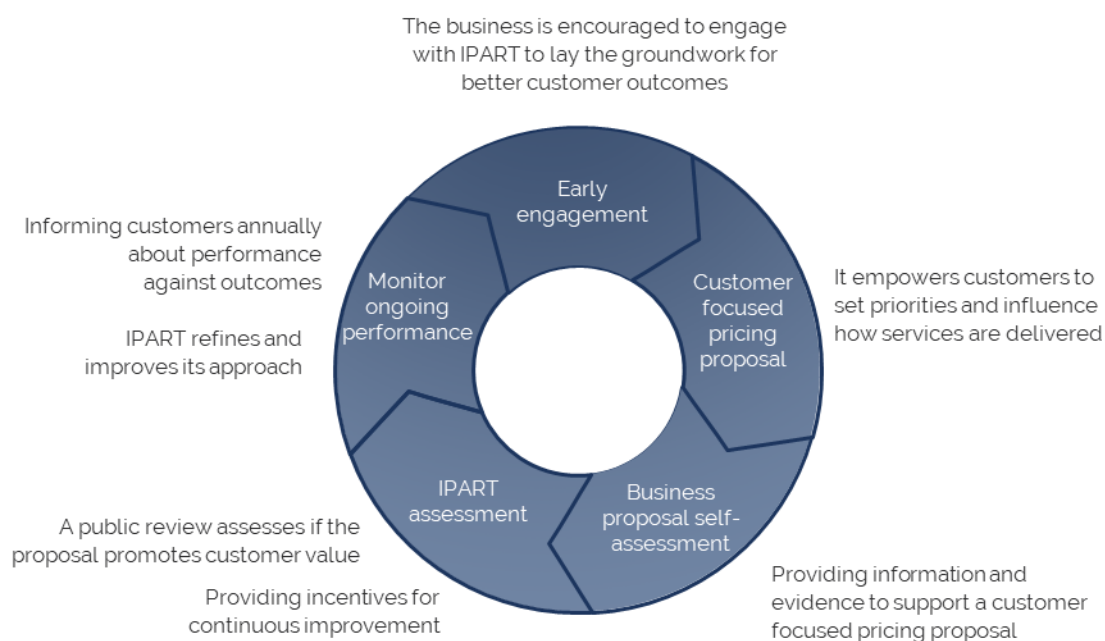 The business is encouraged to engage
with IPART to lay the groundwork for
better customer outcomes
Early
engagement
Customer
focused
pricing
proposal
It empowers customers to
set priorities and influence
how services are delivered
Business
proposal self-
assessment
Providing information and
evidence to support a customer
focused pricing proposal
IPART
assessment
A public review assesses if the
proposal promotes customer value
Providing incentives for
continuous improvement
Monitor
ongoing
performance
Informing customers annually
about performance
against outcomes
IPART refines and
improves its approach